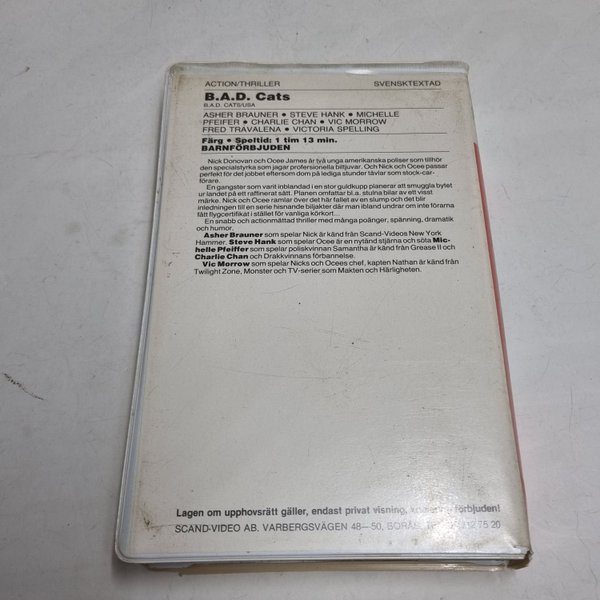 ACTION/THRILLER SVENSKTEXTAD
B.A.D. Cats
B.A.D. CATS/USA
ASHER BRAUNER • STEVE HANK • MICHELLE
PFEIFER • CHARLIE CHAN • VIC MORROW
FRED TRAVALENA • VICTORIA SPELLING
Färg • Speltid: 1 tim 13 min.
BARNFÖRBJUDEN
Nick Donovan och Ocee James är två unga amerikanska poliser som tillhör
den specialstyrka som jagar professionella biltjuvar. Och Nick och Ocee passar
perfekt för det jobbet eftersom dom på lediga stunder tävlar som stock-car-
förare.
En gangster som varit inblandad i en stor guldkupp planerar att smuggla bytet
ur landet på ett raffinerat sätt. Planen omfattar bl.a. stulna bilar av ett visst
märke. Nick och Ocee ramlar över det här fallet av en slump och det blir
inledningen till en serie hisnande biljakter där man ibland undrar om inte förarna
fått flygcertifikat i stället för vanliga körkort...
En snabb och actionmättad thriller med många poänger, spänning, dramatik
och humor.
Asher Brauner som spelar Nick är känd från Scand-Videos New York
Hammer. Steve Hank som spelar Ocee är en nytänd stjärna och söta Mic-
helle Pfeiffer som spelar poliskvinnan Samantha är känd från Grease II och
Charlie Chan och Drakkvinnans förbannelse.
Vic Morrow som spelar Nicks och Ocees chef, kapten Nathan är känd från
Twilight Zone, Monster och TV-serier som Makten och Härligheten.
Lagen om upphovsrätt gäller, endast privat visning, förbjuden!
SCAND-VIDEO AB. VARBERGSVÄGEN 48–50, BORÅS. 12 75 20